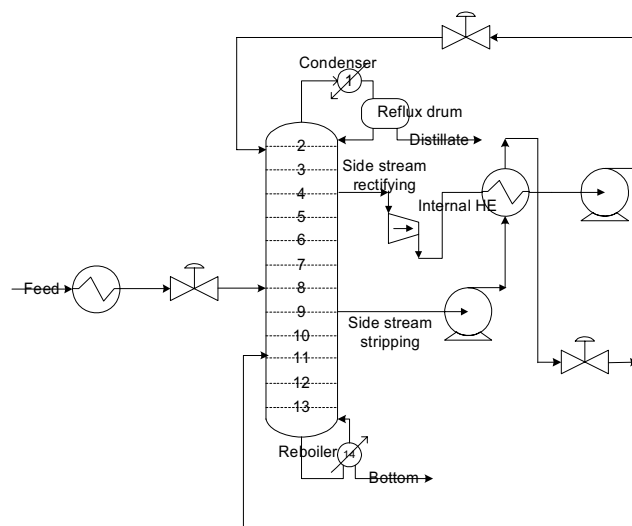 Condenser
1
Reflux drum
Distillate
2
3
Side stream
rectifying
4
Internal HE
5
6
7
Feed
8
9
Side stream
stripping
10
11
12
13
Reboiler
14
Bottom